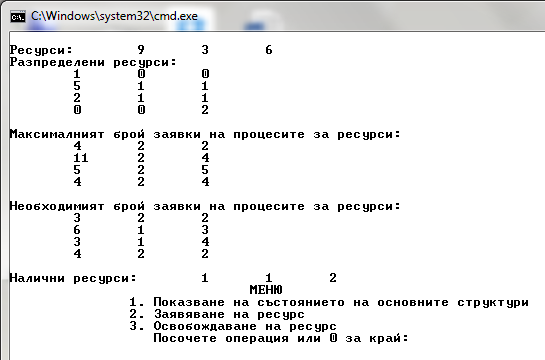 C:\Windows\system32\cmd.exe
Ресурси: 9 3 6
Разпределени ресурси:
1 0 0
5 1 1
2 1 1
0 0 2
Максималният брой заявки на процесите за ресурси:
4 2 2
11 2 4
5 2 5
4 2 4
Необходимият брой заявки на процесите за ресурси:
3 2 2
6 1 3
3 1 4
4 2 2
Налични ресурси: 1 1 2
МЕНЮ
1. Показване на състоянието на основните структури
2. Заявяване на ресурс
3. Освобождаване на ресурс
Посочете операция или 0 за край: